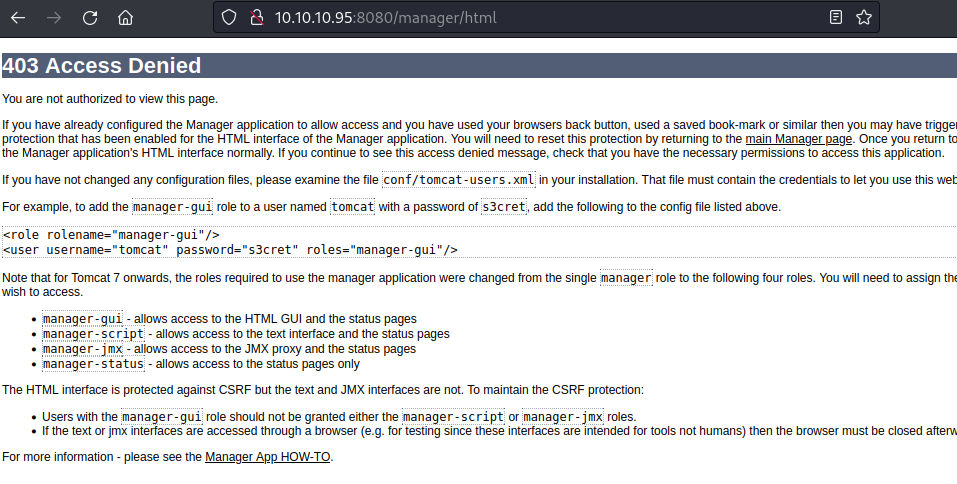 10.10.10.95:8080/manager/html
403 Access Denied
You are not authorized to view this page.
If you have already configured the Manager application to allow access and you have used your browsers back button, used a saved book-mark or similar then you may have trigger
protection that has been enabled for the HTML interface of the Manager application. You will need to reset this protection by returning to the main Manager page. Once you return to
the Manager application's HTML interface normally. If you continue to see this access denied message, check that you have the necessary permissions to access this application.
If you have not changed any configuration files, please examine the file conf/tomcat-users.xml in your installation. That file must contain the credentials to let you use this web
For example, to add the manager-gui role to a user named tomcat with a password of s3cret, add the following to the config file listed above.
<role rolename="manager-gui"/>
<user username="tomcat" password="s3cret" roles="manager-gui"/>
Note that for Tomcat 7 onwards, the roles required to use the manager application were changed from the single manager role to the following four roles. You will need to assign the
wish to access.
• manager-gui - allows access to the HTML GUI and the status pages
• manager-script - allows access to the text interface and the status pages
• manager-jmx - allows access to the JMX proxy and the status pages
• manager-status - allows access to the status pages only
The HTML interface is protected against CSRF but the text and JMX interfaces are not. To maintain the CSRF protection:
• Users with the manager-gui role should not be granted either the manager-script or manager-jmx roles.
• If the text or jmx interfaces are accessed through a browser (e.g. for testing since these interfaces are intended for tools not humans) then the browser must be closed afterw
For more information - please see the Manager App HOW-TO.